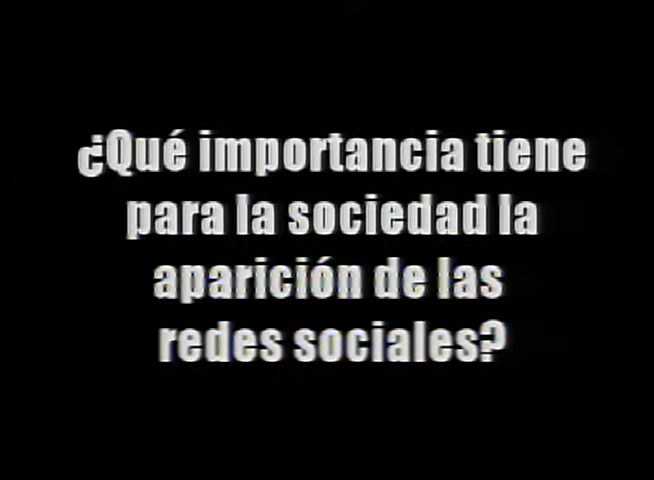 ¿Qué importancia tiene
para la sociedad la
aparición de las
redes sociales?